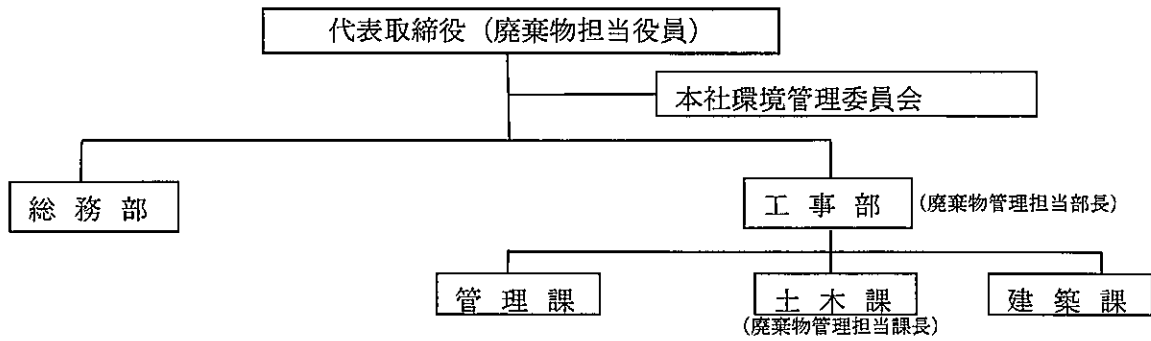 代表取締役（廃棄物担当役員）
本社環境管理委員会
総務部
工事部 (廃棄物管理担当部長)
管理課
土木課
建築課
(廃棄物管理担当課長)